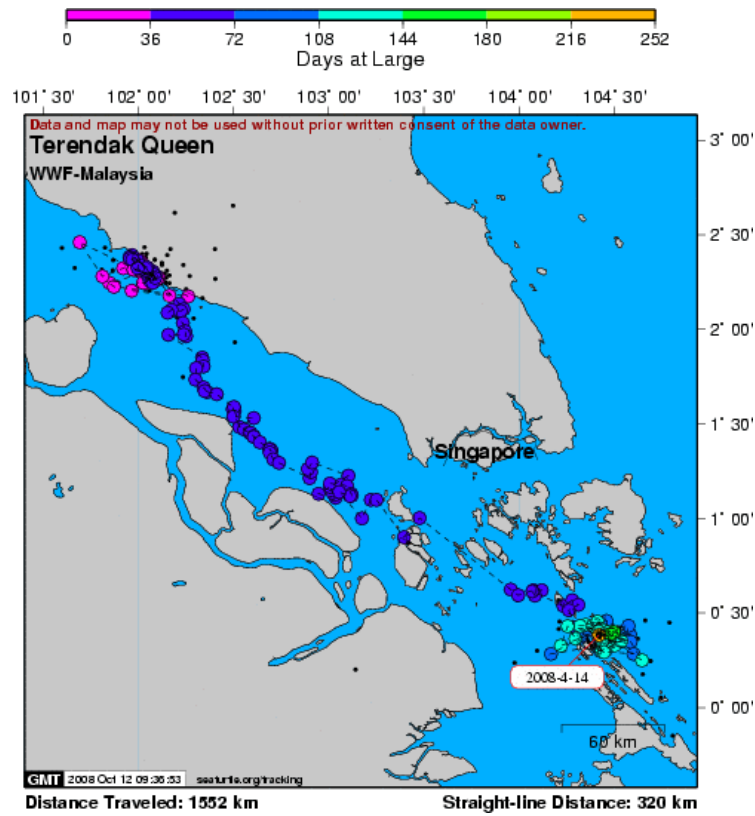 0 36 72 108 144 180 216 252
Days at Large
101˚30' 102˚00' 102˚30' 103˚00' 103˚30' 104˚00' 104˚30'
Data and map may not be used without prior written consent of the data owner.
Terendak Queen
WWF-Malaysia
3˚00'
2˚30'
2˚00'
1˚30'
Singapore
1˚00'
0˚30'
2008-4-14
0˚00'
60 km
GMT 2008 Oct 12 09:36:53 seaturtle.org/tracking
Distance Traveled: 1552 km Straight-line Distance: 320 km